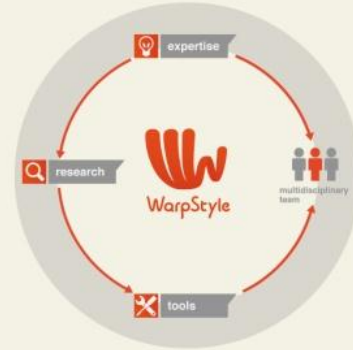 expertise
research
WarpStyle
multidisciplinary
team
tools